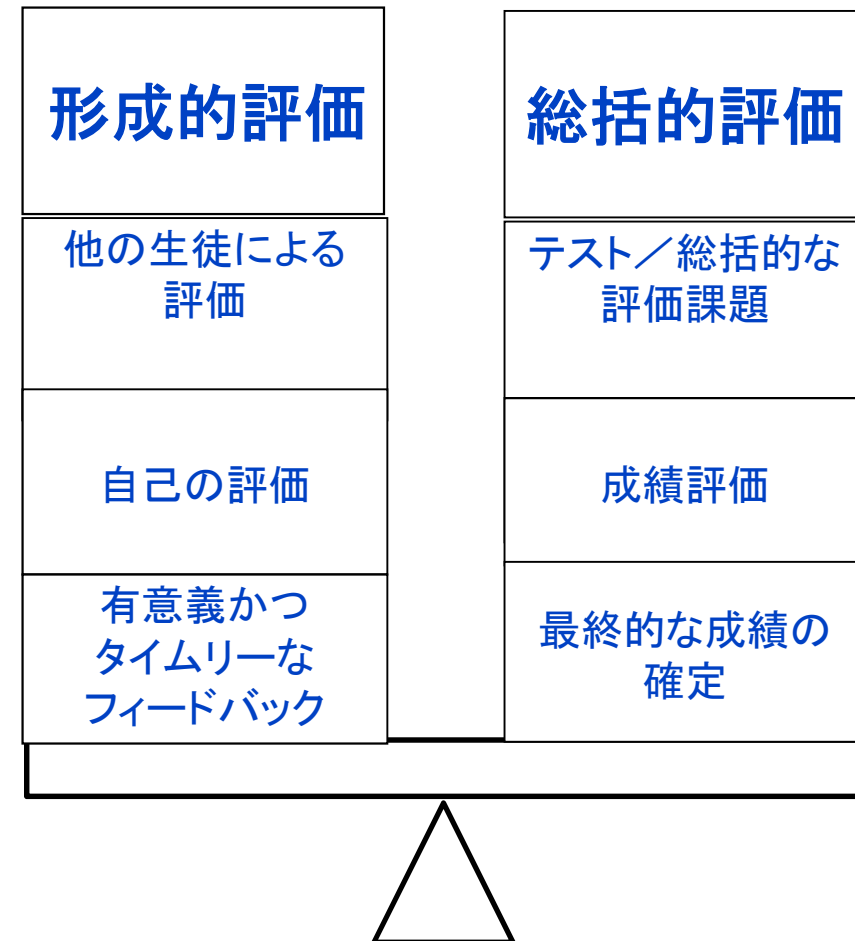 形成的評価
他の生徒による
評価
自己の評価
有意義かつ
タイムリーな
フィードバック
総括的評価
テスト／総括的な
評価課題
成績評価
最終的な成績の
確定